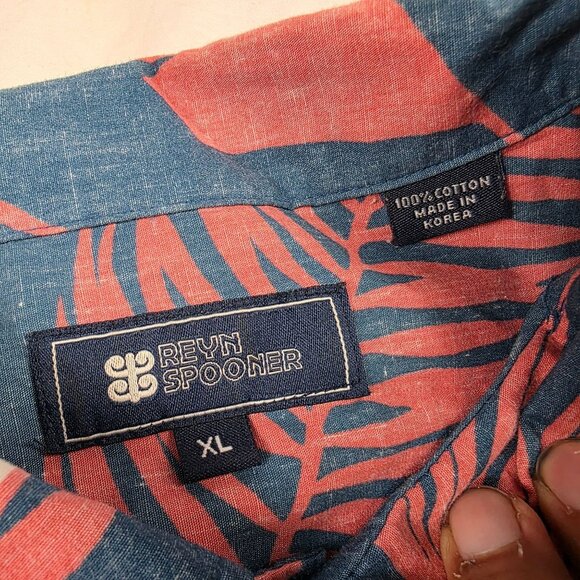 100% COTTON
MADE IN
KOREA
REYN
SPOONER
XL